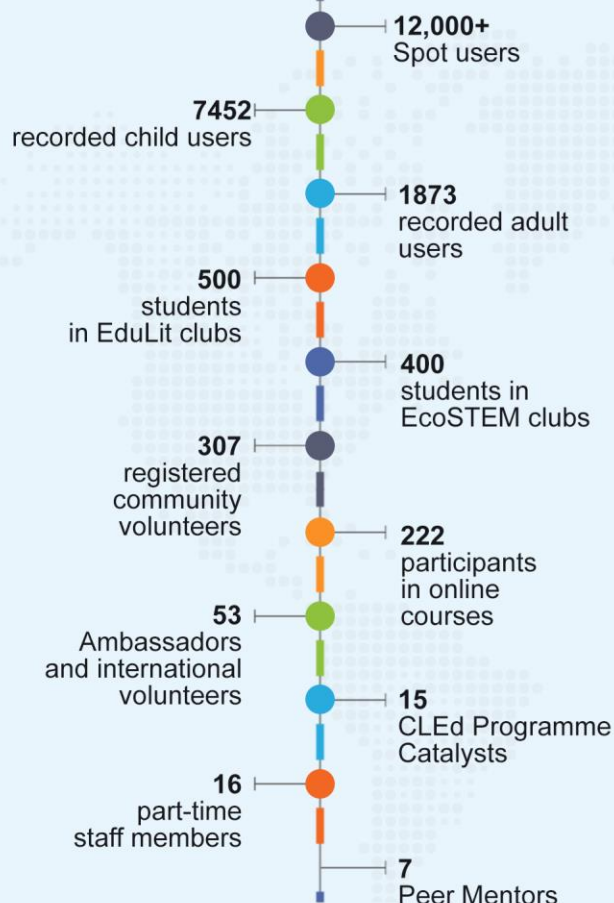 12,000+
Spot users
7452
recorded child users
1873
recorded adult
users
500
students
in EduLit clubs
400
students in
EcoSTEM clubs
307
registered
community
volunteers
222
participants
in online
courses
53
Ambassadors
and international
volunteers
15
CLEd Programme
Catalysts
16
part-time
staff members
7
Peer Mentors